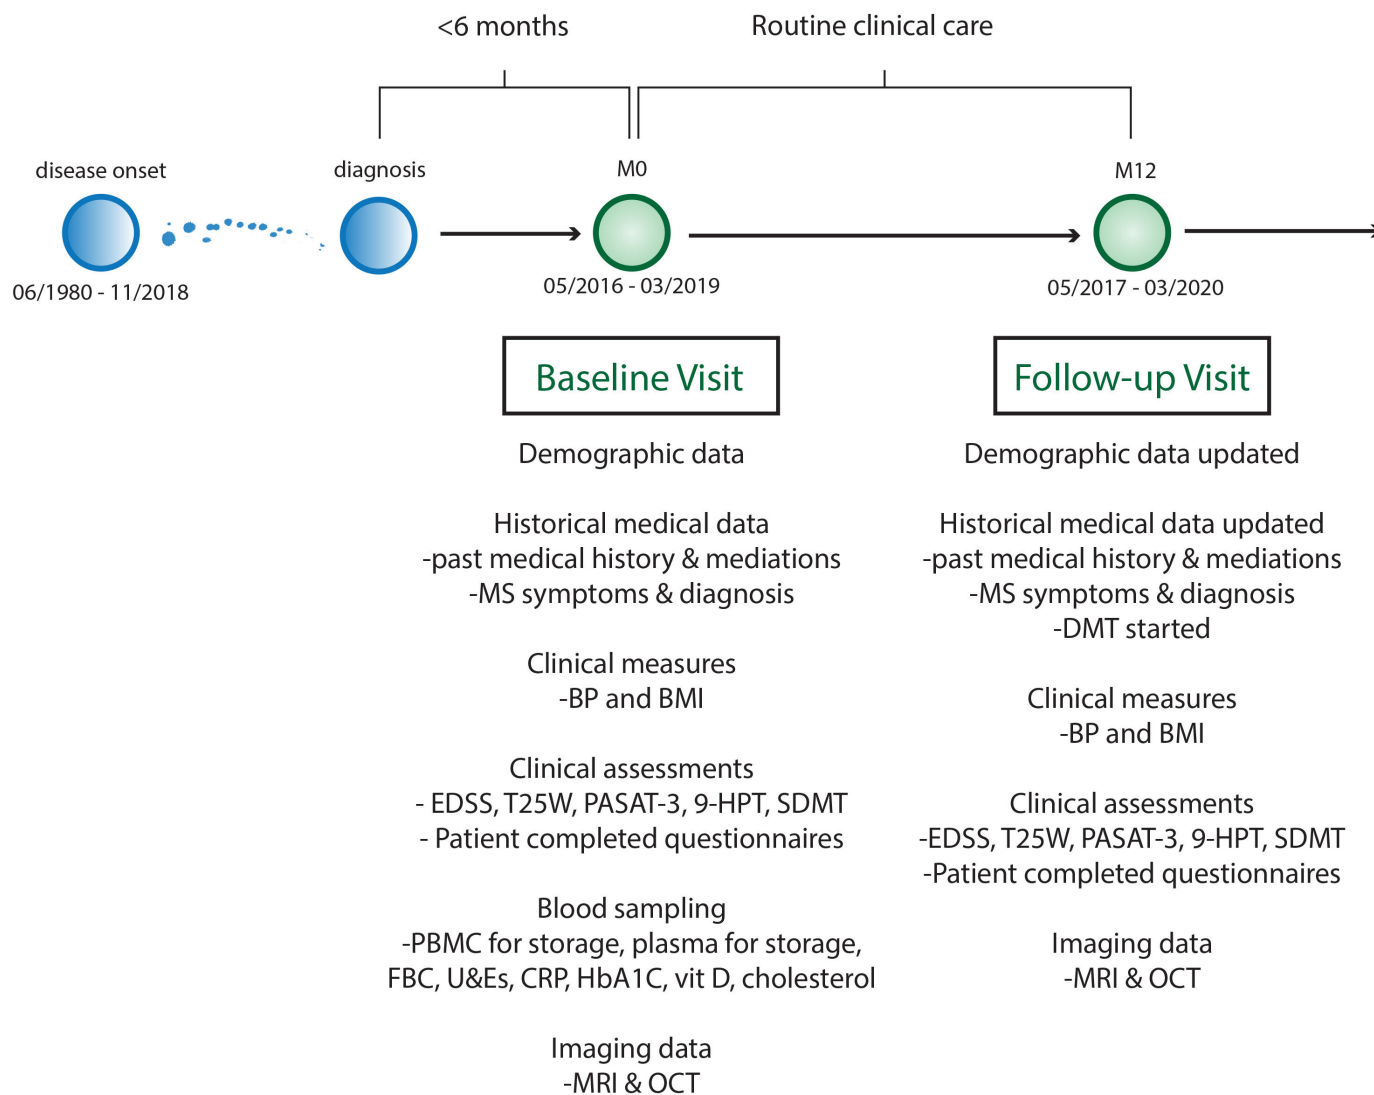 <6 months
Routine clinical care
disease onset
diagnosis
M0
M12
06/1980 - 11/2018
05/2016 - 03/2019
05/2017 - 03/2020
Baseline Visit
Demographic data
Historical medical data
-past medical history & mediations
-MS symptoms & diagnosis
Clinical measures
-BP and BMI
Clinical assessments
- EDSS, T25W, PASAT-3, 9-HPT, SDMT
- Patient completed questionnaires
Blood sampling
-PBMC for storage, plasma for storage,
FBC, U&Es, CRP, HbA1C, vit D, cholesterol
Imaging data
-MRI & OCT
Follow-up Visit
Demographic data updated
Historical medical data updated
-past medical history & mediations
-MS symptoms & diagnosis
-DMT started
Clinical measures
-BP and BMI
Clinical assessments
-EDSS, T25W, PASAT-3, 9-HPT, SDMT
-Patient completed questionnaires
Imaging data
-MRI & OCT